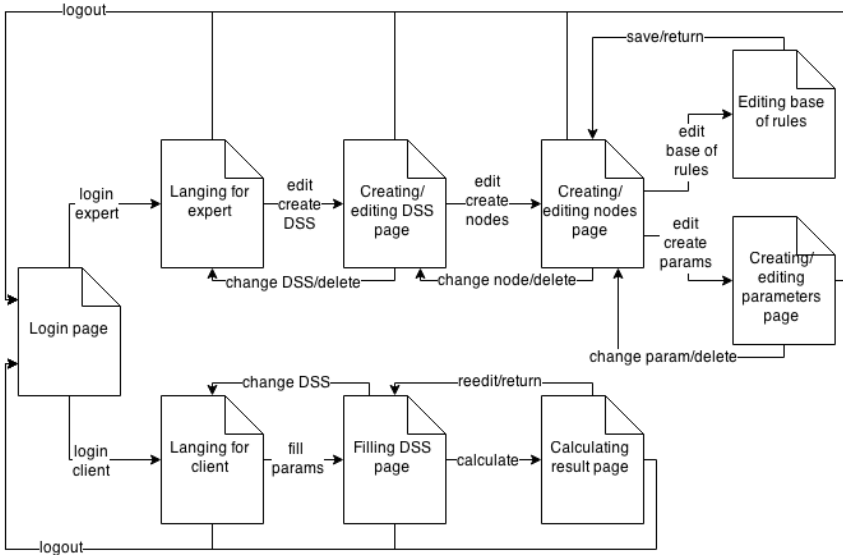 logout
save/return
Editing base
of rules
edit
base of
rules
login
expert
Langing for
expert
edit
create
DSS
Creating/
editing DSS
page
edit
create
nodes
Creating/
editing nodes
page
edit
create
params
Creating/
editing
parameters
page
change DSS/delete
change node/delete
Login page
change param/delete
change DSS
reedit/return
login
client
Langing for
client
fill
params
Filling DSS
page
calculate
Calculating
result page
logout